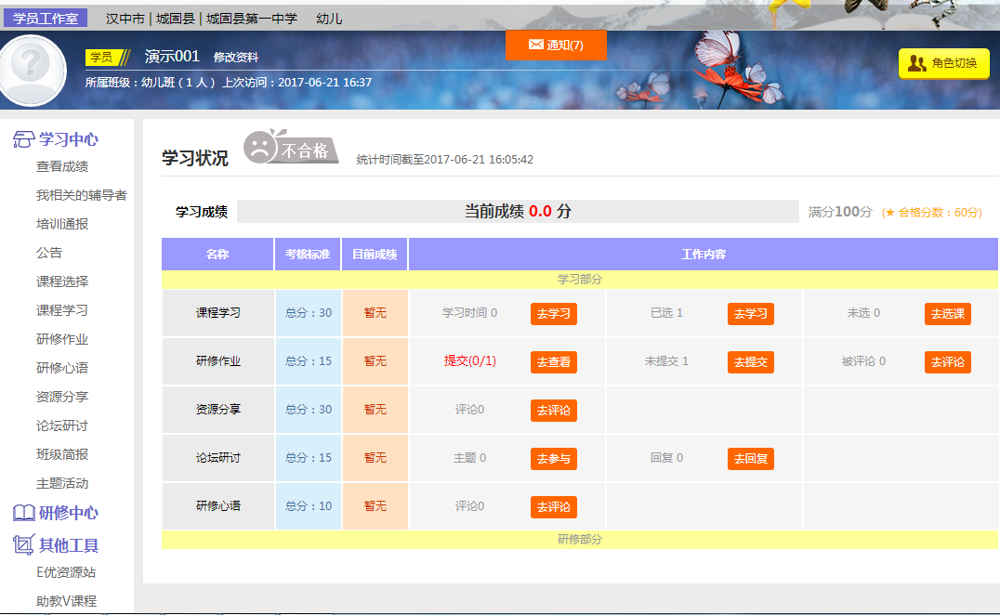 学员工作室 汉中市 | 城固县 | 城固县第一中学 幼儿
通知(7)
学员 演示001 修改资料
角色切换
所属班级：幼儿班（1 人 ） 上次访问：2017-06-21 16:37
学习中心
查看成绩
我相关的辅导者
培训通报
公告
课程选择
课程学习
研修作业
研修心语
资源分享
论坛研讨
班级简报
主题活动
研修中心
其他工具
E优资源站
助教V课程
学习状况 不合格 统计时间截至2017-06-21 16:05:42
学习成绩 当前成绩 0.0 分 满分100分 (★ 合格分数：60分)
名称 考核标准 目前成绩 工作内容
学习部分
课程学习 总分：30 暂无 学习时间 0 去学习 已选 1 去学习 未选 0 去选课
研修作业 总分：15 暂无 提交(0/1) 去查看 未提交 1 去提交 被评论 0 去评论
资源分享 总分：30 暂无 评论0 去评论
论坛研讨 总分：15 暂无 主题 0 去参与 回复 0 去回复
研修心语 总分：10 暂无 评论0 去评论
研修部分